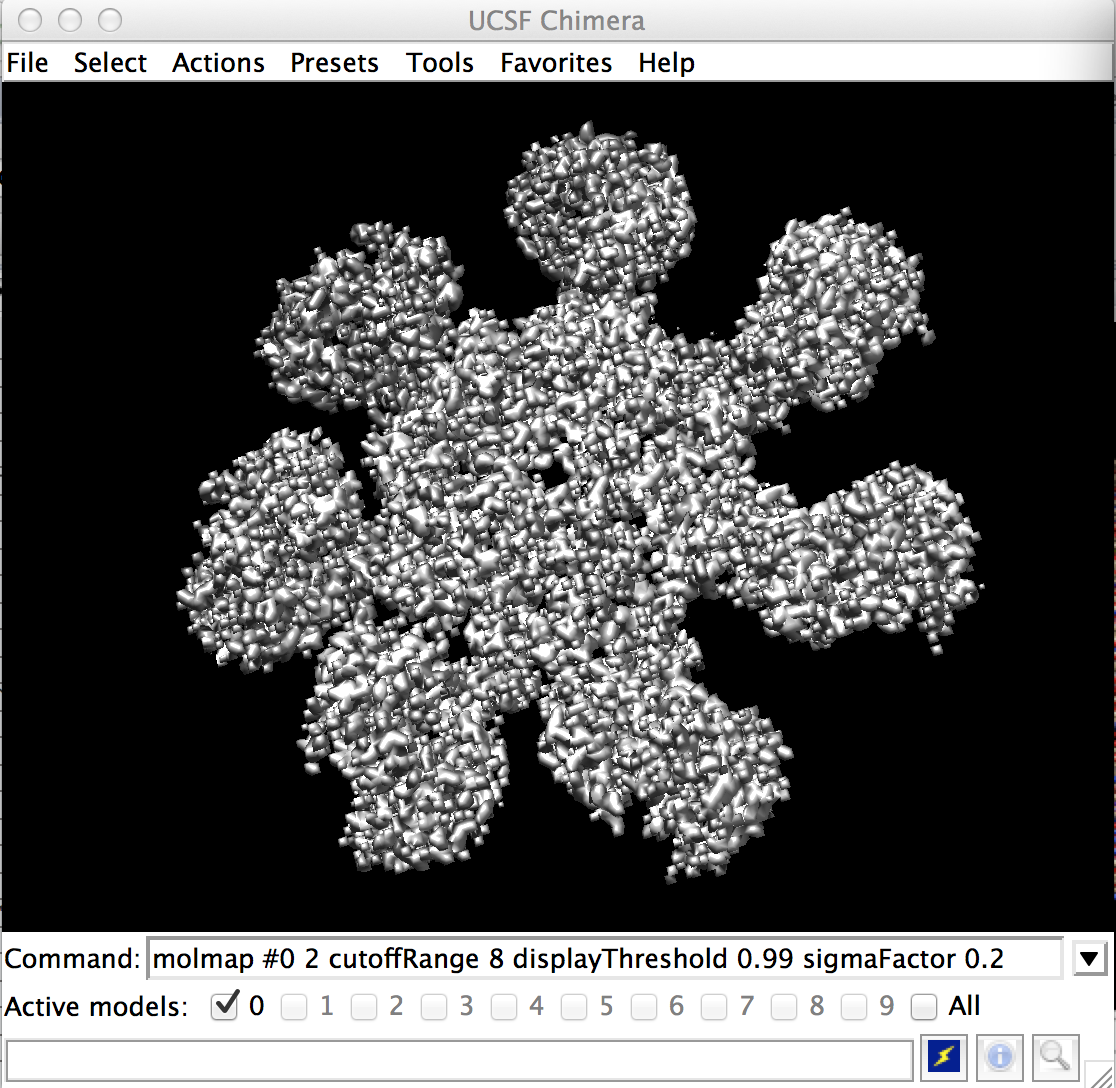 UCSF Chimera
File Select Actions Presets Tools Favorites Help
Command: molmap #0 2 cutoffRange 8 displayThreshold 0.99 sigmaFactor 0.2
Active models: 0 1 2 3 4 5 6 7 8 9 All